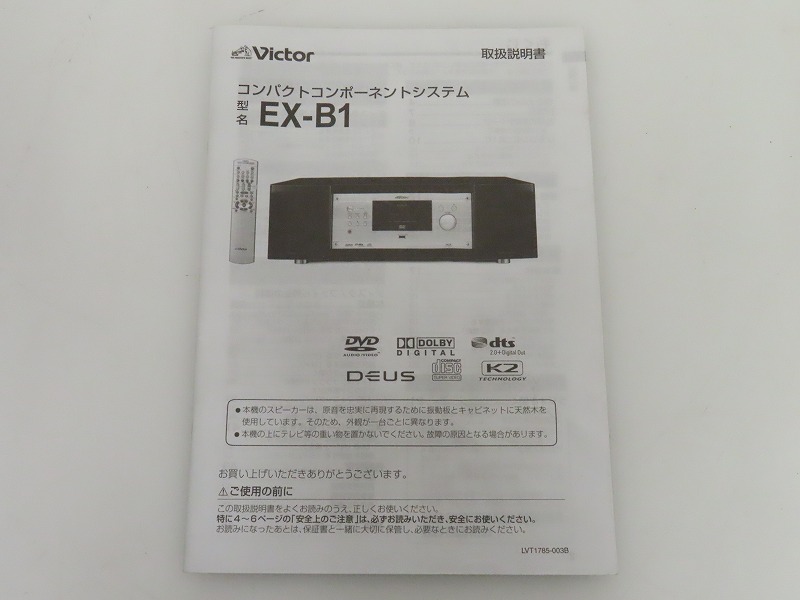 Victor
取扱説明書
コンパクトコンポーネントシステム
型名 EX-B1
DVD
AUDIO/VIDEO
DOLBY
DIGITAL
dts
2.0+Digital Out
DEUS
COMPACT
disc
SUPER VIDEO
K2
TECHNOLOGY
●本機のスピーカーは、原音を忠実に再現するために振動板とキャビネットに天然木を
使用しています。そのため、外観が一台ごとに異なります。
●本機の上にテレビ等の重い物を置かないでください。故障の原因となる場合があります。
お買い上げいただきありがとうございます。
⚠ご使用の前に
この取扱説明書をよくお読みのうえ、正しくお使いください。
特に4～6ページの「安全上のご注意」は、必ずお読みいただき、安全にお使いください。
お読みになったあとは、保証書と一緒に大切に保管し、必要なときにお読みください。
LVT1785-003B